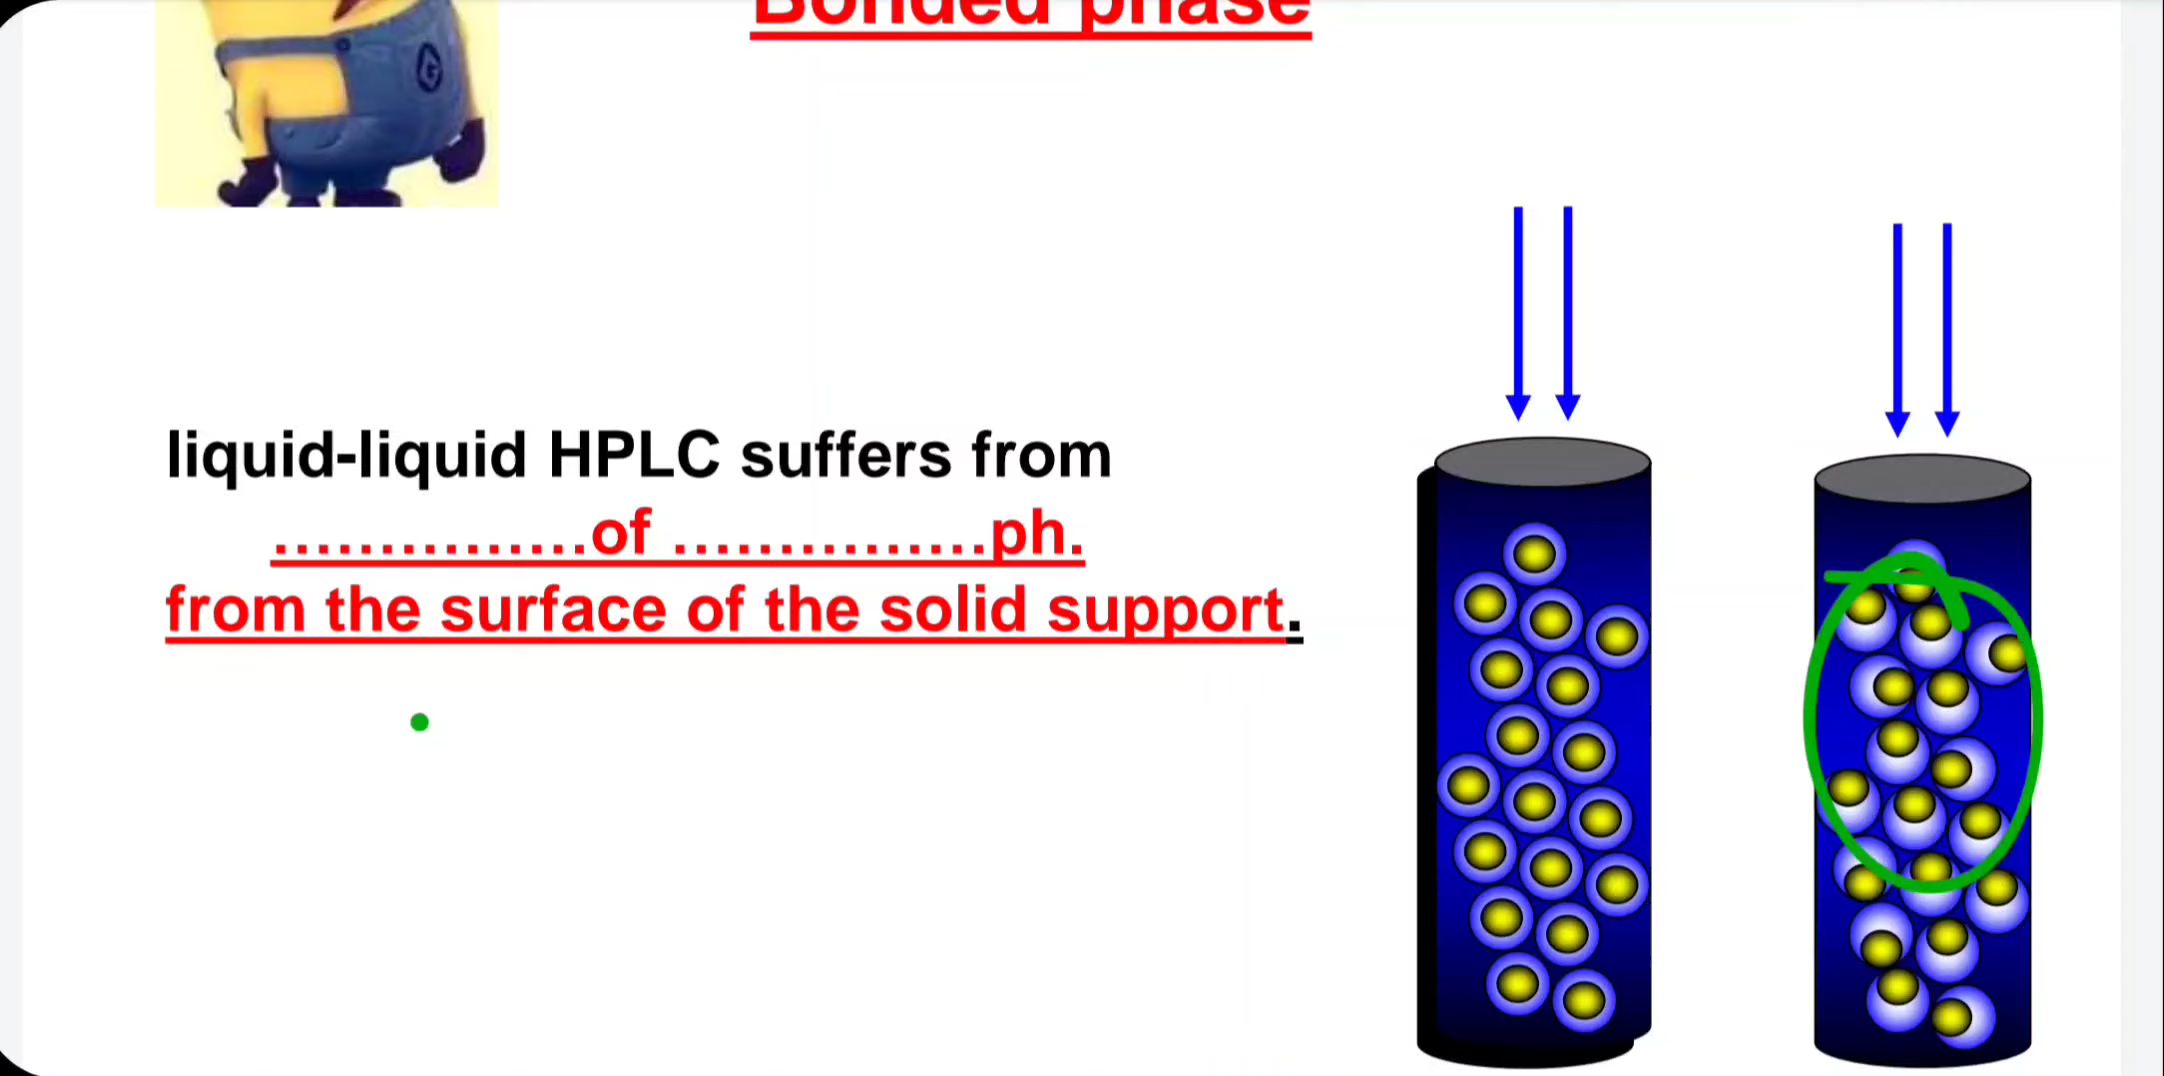 Bonded phase
liquid-liquid HPLC suffers from
...............of ...............ph.
from the surface of the solid support.